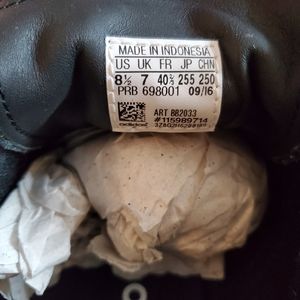 MADE IN INDONESIA
US UK FR JP CHN
8½ 7 40⅔ 255 250
PRB 698001 09/16
ART BB2033
#115989714
adidas